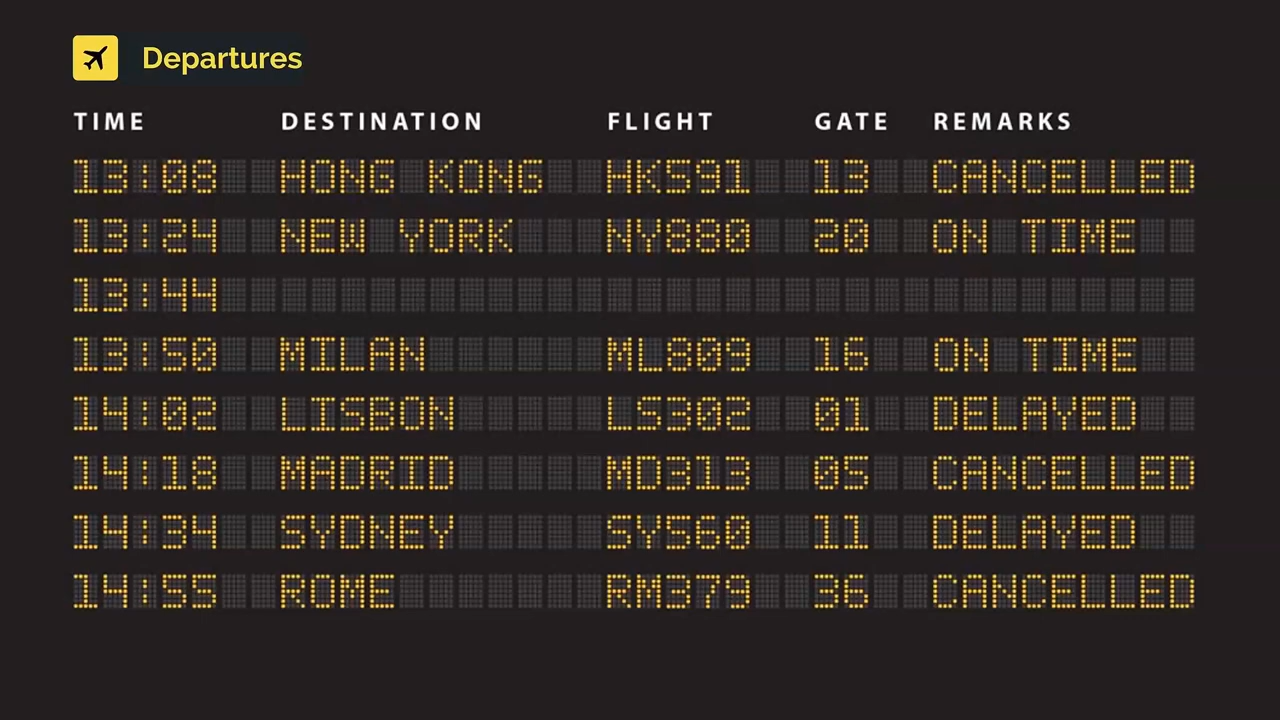 Departures
TIME DESTINATION FLIGHT GATE REMARKS
13:08 HONG KONG HK591 13 CANCELLED
13:24 NEW YORK NY880 20 ON TIME
13:44
13:50 MILAN ML809 16 ON TIME
14:02 LISBON LS302 01 DELAYED
14:18 MADRID MD313 05 CANCELLED
14:34 SYDNEY SY560 11 DELAYED
14:55 ROME RM379 36 CANCELLED